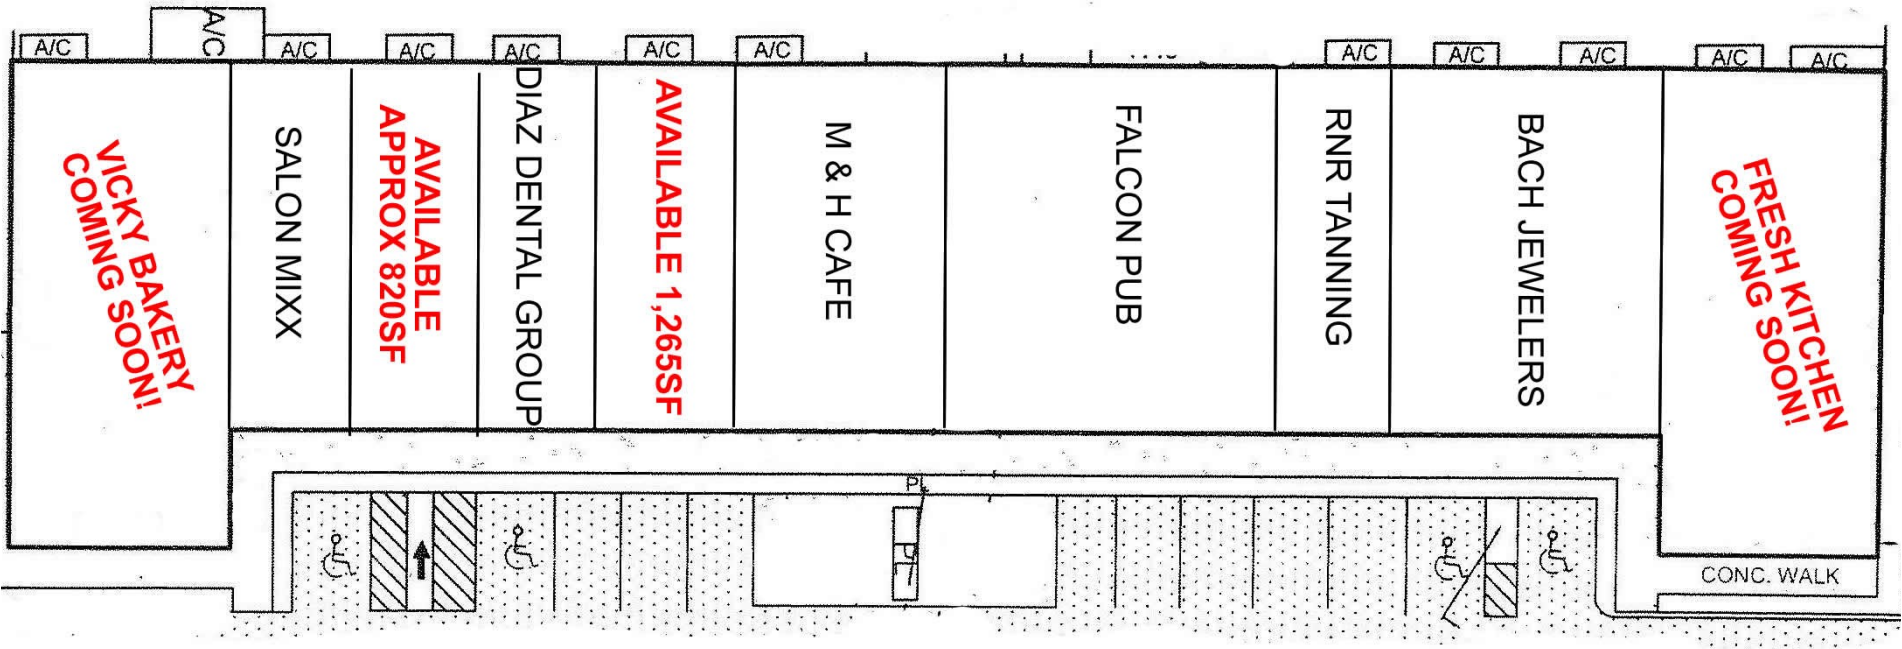 A/C
A/C
A/C
A/C
A/C
A/C
A/C
A/C
A/C
A/C
A/C
A/C
VICKY BAKERY
COMING SOON!
SALON MIXX
AVAILABLE
APPROX 820SF
DIAZ DENTAL GROUP
AVAILABLE 1,265SF
M & H CAFE
FALCON PUB
RNR TANNING
BACH JEWELERS
FRESH KITCHEN
COMING SOON!
CONC. WALK